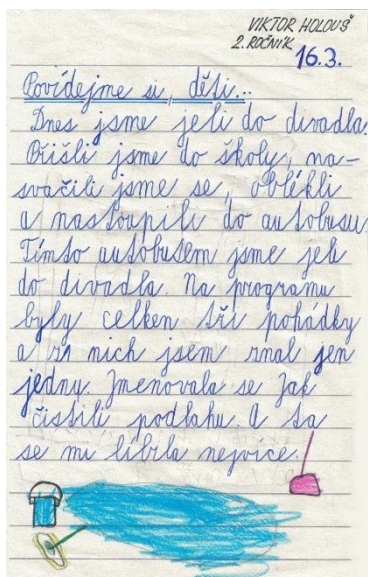 VIKTOR HOLOUŠ
2. ROČNÍK
16.3.
Povídejme si, děti...
Dnes jsme jeli do divadla.
Přišli jsme do školy, na-
svačili jsme se, oblékli
a nastoupili do autobusu.
Tímto autobusem jsme jeli
do divadla. Na programu
byly celkem tři pohádky
a z nich jsem znal jen
jednu. Jmenovala se Jak
čistili podlahu. A ta
se mi líbila nejvíce.